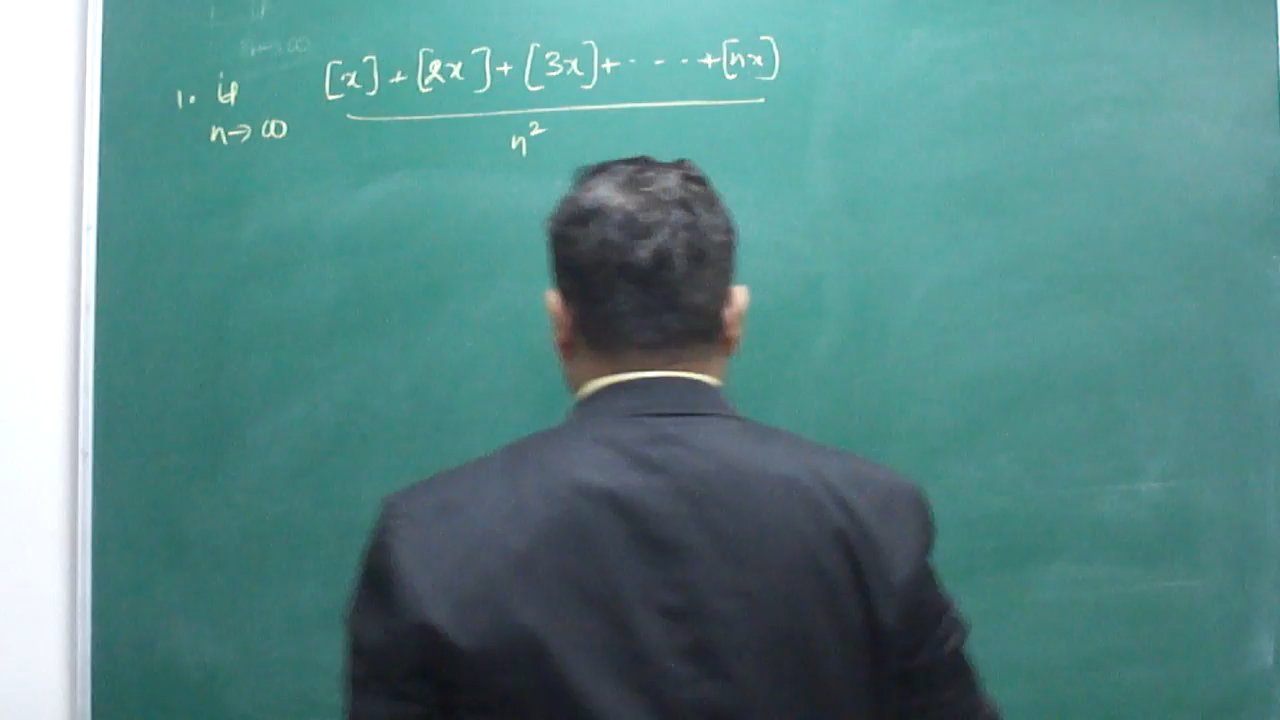 1. lt [x] + [2x] + [3x] + - - - - + [nx]
n→∞ n²